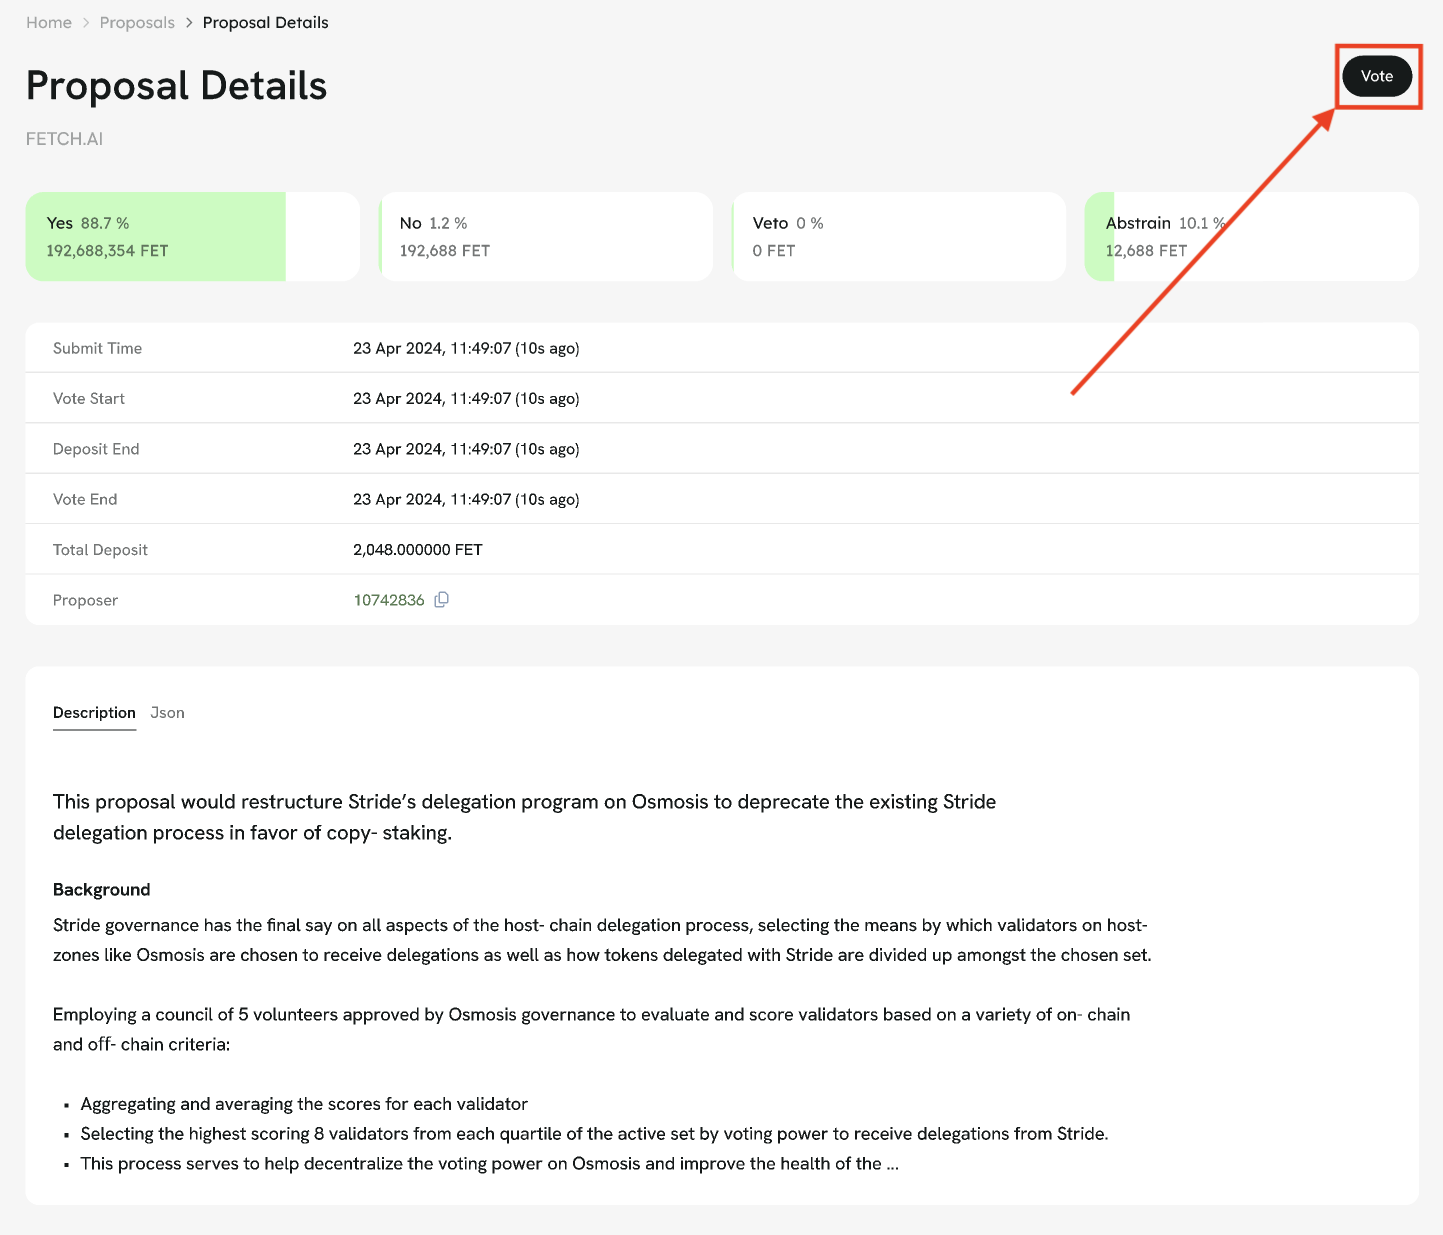 Home > Proposals > Proposal Details
Proposal Details
Vote
FETCH.AI
Yes 88.7 %
192,688,354 FET
No 1.2 %
192,688 FET
Veto 0 %
0 FET
Abstrain 10.1 %
12,688 FET
Submit Time 23 Apr 2024, 11:49:07 (10s ago)
Vote Start 23 Apr 2024, 11:49:07 (10s ago)
Deposit End 23 Apr 2024, 11:49:07 (10s ago)
Vote End 23 Apr 2024, 11:49:07 (10s ago)
Total Deposit 2,048.000000 FET
Proposer 10742836
Description Json
This proposal would restructure Stride’s delegation program on Osmosis to deprecate the existing Stride
delegation process in favor of copy- staking.
Background
Stride governance has the final say on all aspects of the host- chain delegation process, selecting the means by which validators on host-
zones like Osmosis are chosen to receive delegations as well as how tokens delegated with Stride are divided up amongst the chosen set.
Employing a council of 5 volunteers approved by Osmosis governance to evaluate and score validators based on a variety of on- chain
and off- chain criteria:
▪ Aggregating and averaging the scores for each validator
▪ Selecting the highest scoring 8 validators from each quartile of the active set by voting power to receive delegations from Stride.
▪ This process serves to help decentralize the voting power on Osmosis and improve the health of the ...